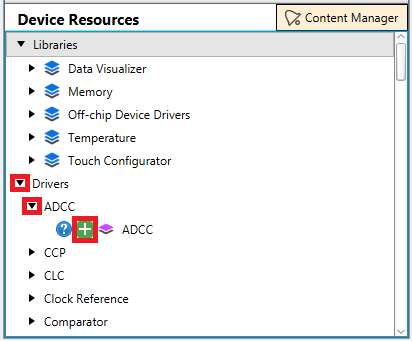 Device Resources
Content Manager
Libraries
Data Visualizer
Memory
Off-chip Device Drivers
Temperature
Touch Configurator
Drivers
ADCC
? + ADCC
CCP
CLC
Clock Reference
Comparator